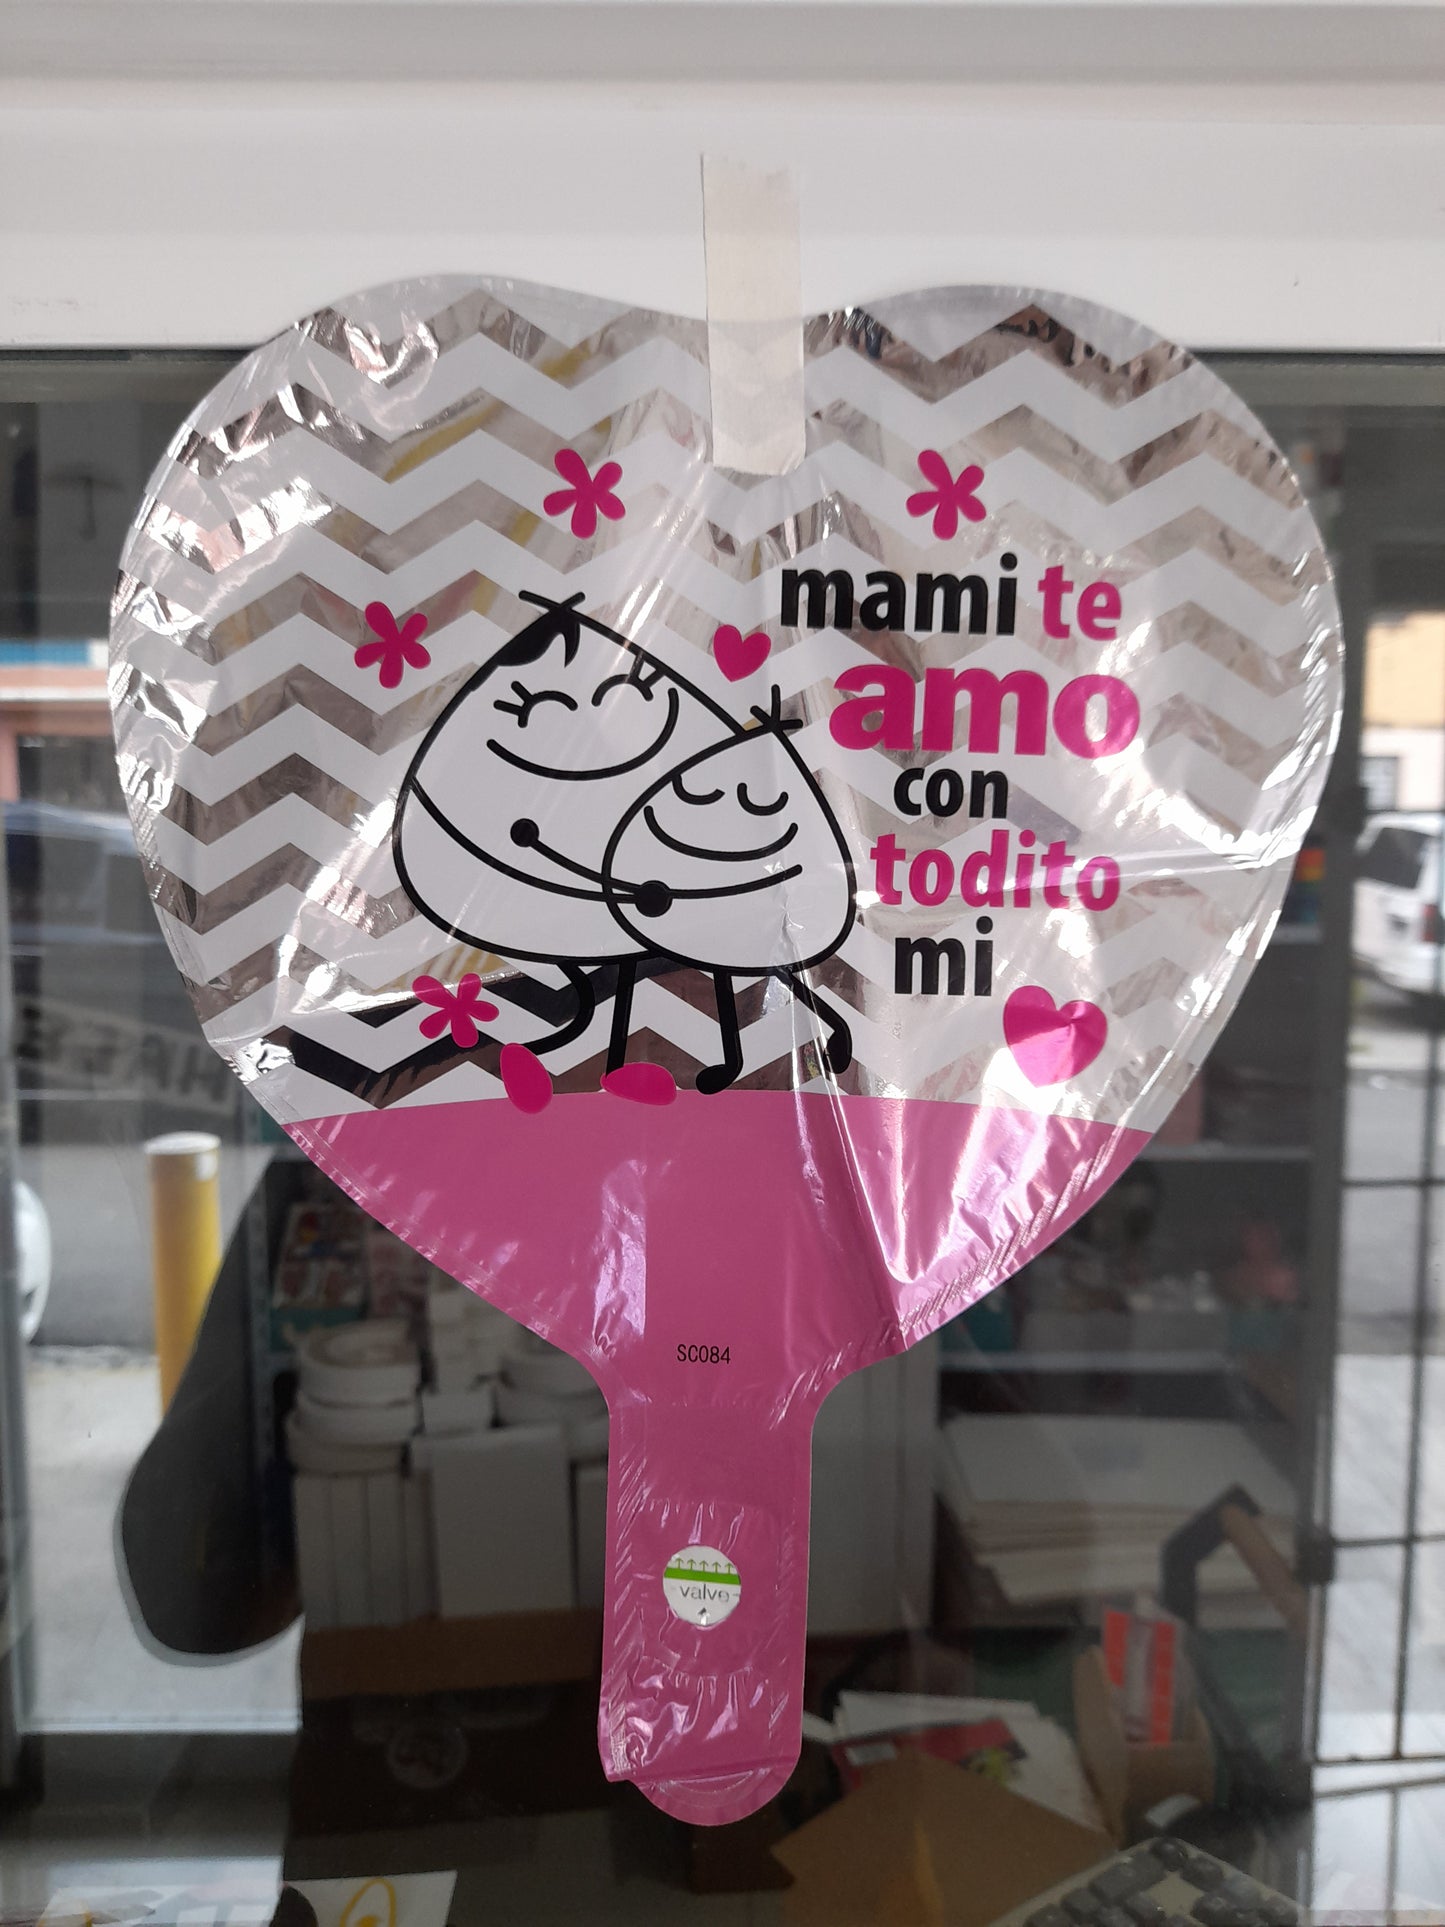 mami te
amo
con
todito
mi
SC084
valve